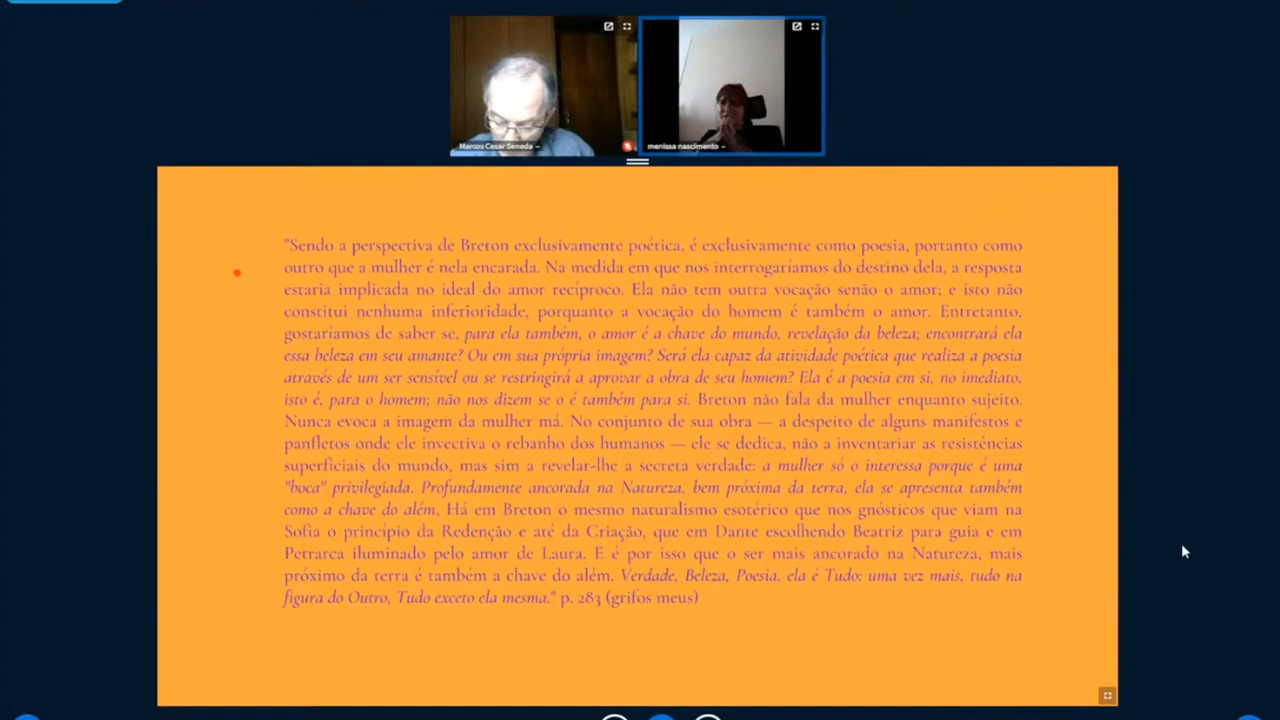 Marcos Cesar Seneda
menissa nascimento
"Sendo a perspectiva de Breton exclusivamente poética, é exclusivamente como poesia, portanto como
outro que a mulher é nela encarada. Na medida em que nos interrogaríamos do destino dela, a resposta
estaria implicada no ideal do amor recíproco. Ela não tem outra vocação senão o amor; e isto não
constitui nenhuma inferioridade, porquanto a vocação do homem é também o amor. Entretanto,
gostaríamos de saber se, para ela também, o amor é a chave do mundo, revelação da beleza; encontrará ela
essa beleza em seu amante? Ou em sua própria imagem? Será ela capaz da atividade poética que realiza a poesia
através de um ser sensível ou se restringirá a aprovar a obra de seu homem? Ela é a poesia em si, no imediato,
isto é, para o homem; não nos dizem se o é também para si. Breton não fala da mulher enquanto sujeito.
Nunca evoca a imagem da mulher má. No conjunto de sua obra — a despeito de alguns manifestos e
panfletos onde ele invectiva o rebanho dos humanos — ele se dedica, não a inventariar as resistências
superficiais do mundo, mas sim a revelar-lhe a secreta verdade: a mulher só o interessa porque é uma
"boca" privilegiada. Profundamente ancorada na Natureza, bem próxima da terra, ela se apresenta também
como a chave do além. Há em Breton o mesmo naturalismo esotérico que nos gnósticos que viam na
Sofia o princípio da Redenção e até da Criação, que em Dante escolhendo Beatriz para guia e em
Petrarca iluminado pelo amor de Laura. E é por isso que o ser mais ancorado na Natureza, mais
próximo da terra é também a chave do além. Verdade, Beleza, Poesia, ela é Tudo: uma vez mais, tudo na
figura do Outro, Tudo exceto ela mesma." p. 283 (grifos meus)